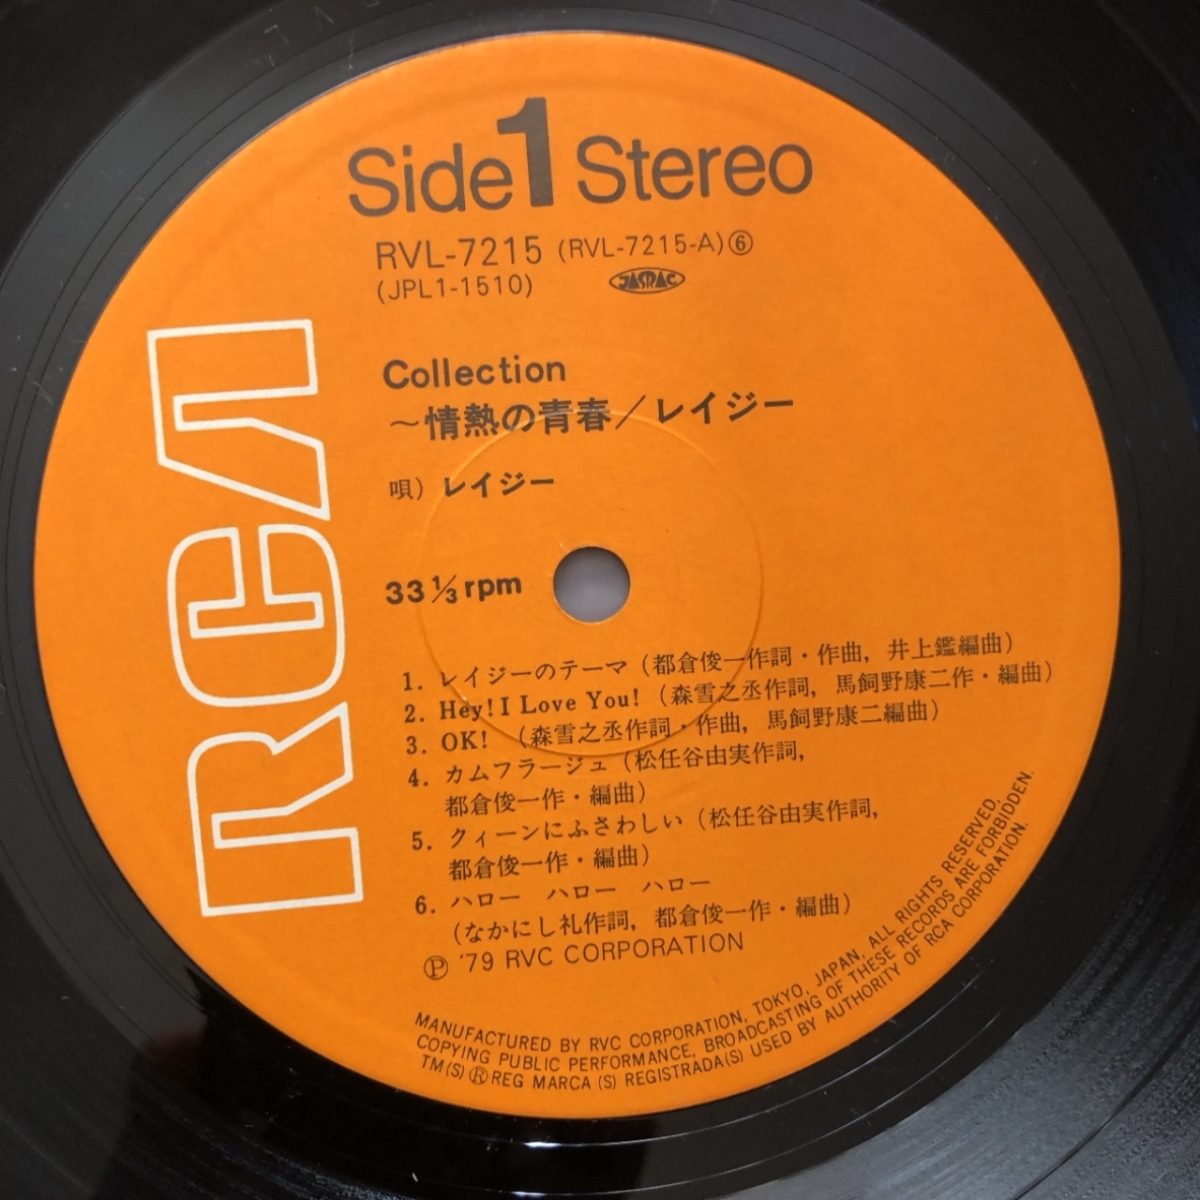 Side 1 Stereo
RVL-7215 (RVL-7215-A)⑥
(JPL1-1510)
JASRAC
Collection
～情熱の青春／レイジー
唄) レイジー
33 1/3 rpm
RCA
1. レイジーのテーマ (都倉俊一作詞・作曲, 井上鑑編曲)
2. Hey! I Love You! (森雪之丞作詞, 馬飼野康二作・編曲)
3. OK! (森雪之丞作詞・作曲, 馬飼野康二編曲)
4. カムフラージュ (松任谷由実作詞,
都倉俊一作・編曲)
5. クィーンにふさわしい (松任谷由実作詞,
都倉俊一作・編曲)
6. ハロー ハロー ハロー
(なかにし礼作詞, 都倉俊一作・編曲)
Ⓟ '79 RVC CORPORATION
MANUFACTURED BY RVC CORPORATION, TOKYO, JAPAN, ALL RIGHTS RESERVED,
COPYING PUBLIC PERFORMANCE, BROADCASTING OF THESE RECORDS ARE FORBIDDEN.
TM(S) Ⓡ REG MARCA (S) REGISTRADA(S) USED BY AUTHORITY OF RCA CORPORATION.